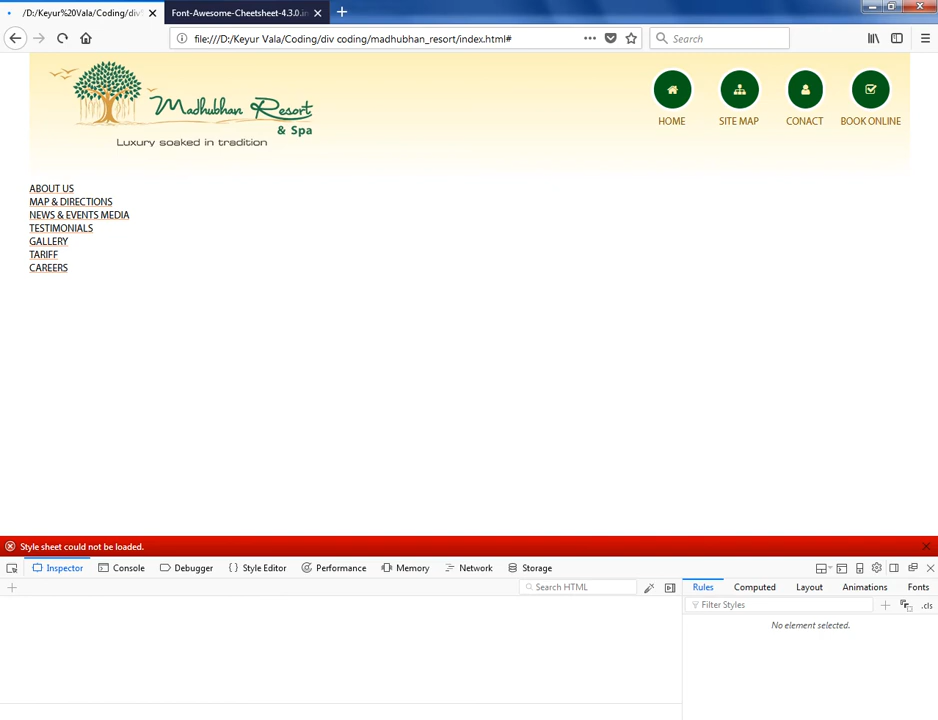 /D:/Keyur%20Vala/Coding/div
Font-Awesome-Cheetsheet-4.3.0.in
file:///D:/Keyur Vala/Coding/div coding/madhubhan_resort/index.html#
Search
Madhubhan Resort
& Spa
Luxury soaked in tradition
HOME
SITE MAP
CONACT
BOOK ONLINE
ABOUT US
MAP & DIRECTIONS
NEWS & EVENTS MEDIA
TESTIMONIALS
GALLERY
TARIFF
CAREERS
Style sheet could not be loaded.
Inspector
Console
Debugger
Style Editor
Performance
Memory
Network
Storage
Search HTML
Rules
Computed
Layout
Animations
Fonts
Filter Styles
.cls
No element selected.